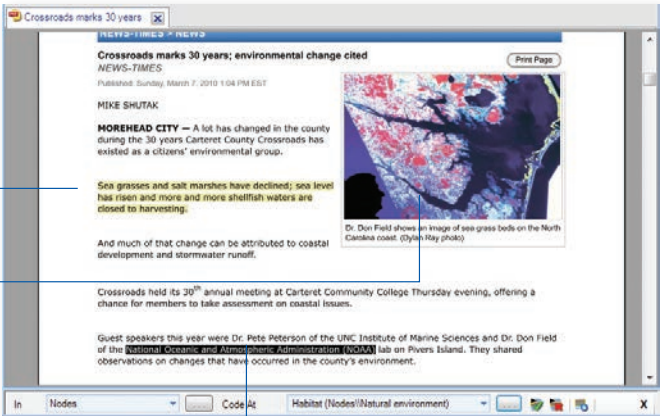 Crossroads marks 30 years
NEWS-TIMES > NEWS
Crossroads marks 30 years; environmental change cited
NEWS-TIMES
Print Page
Published: Sunday, March 7, 2010 1:04 PM EST
MIKE SHUTAK
MOREHEAD CITY — A lot has changed in the county
during the 30 years Carteret County Crossroads has
existed as a citizens' environmental group.
Sea grasses and salt marshes have declined; sea level
has risen and more and more shellfish waters are
closed to harvesting.
Dr. Don Field shows an image of sea grass beds on the North
Carolina coast. (Dylan Ray photo)
And much of that change can be attributed to coastal
development and stormwater runoff.
Crossroads held its 30th annual meeting at Carteret Community College Thursday evening, offering a
chance for members to take assessment on coastal issues.
Guest speakers this year were Dr. Pete Peterson of the UNC Institute of Marine Sciences and Dr. Don Field
of the National Oceanic and Atmospheric Administration (NOAA) lab on Pivers Island. They shared
observations on changes that have occurred in the county's environment.
In Nodes ... Code At Habitat (Nodes\\Natural environment) ... X